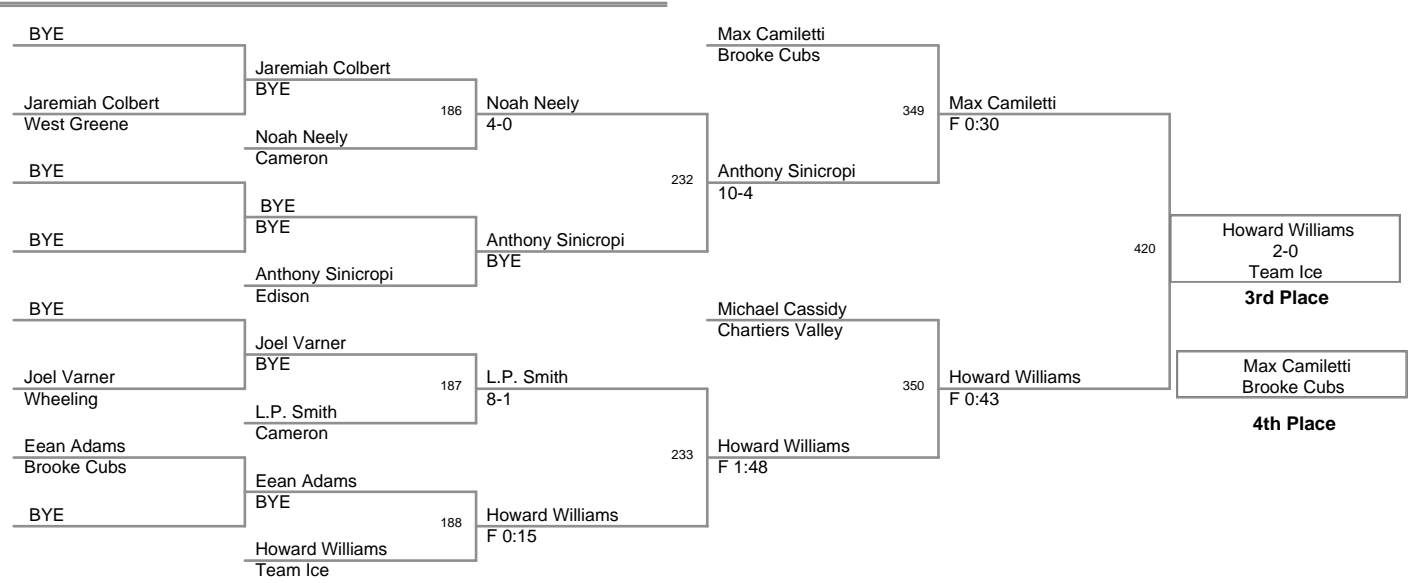 BYE
Jaremiah Colbert
West Greene
BYE
BYE
BYE
Joel Varner
Wheeling
Eean Adams
Brooke Cubs
BYE
Jaremiah Colbert
BYE
186
Noah Neely
Cameron
BYE
BYE
Anthony Sinicropi
Edison
Joel Varner
BYE
187
L.P. Smith
Cameron
Eean Adams
BYE
188
Howard Williams
Team Ice
Noah Neely
4-0
232
Anthony Sinicropi
BYE
L.P. Smith
8-1
233
Howard Williams
F 0:15
Max Camiletti
Brooke Cubs
349
Anthony Sinicropi
10-4
Michael Cassidy
Chartiers Valley
350
Howard Williams
F 1:48
Max Camiletti
F 0:30
420
Howard Williams
F 0:43
Howard Williams
2-0
Team Ice
3rd Place
Max Camiletti
Brooke Cubs
4th Place